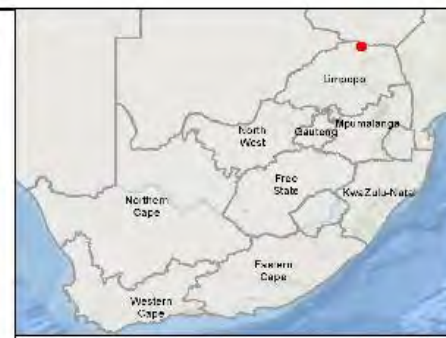 Limpopo
Mpumalanga
North
West
Gauteng
Free
State
KwaZulu-Natal
Northern
Cape
Eastern
Cape
Western
Cape